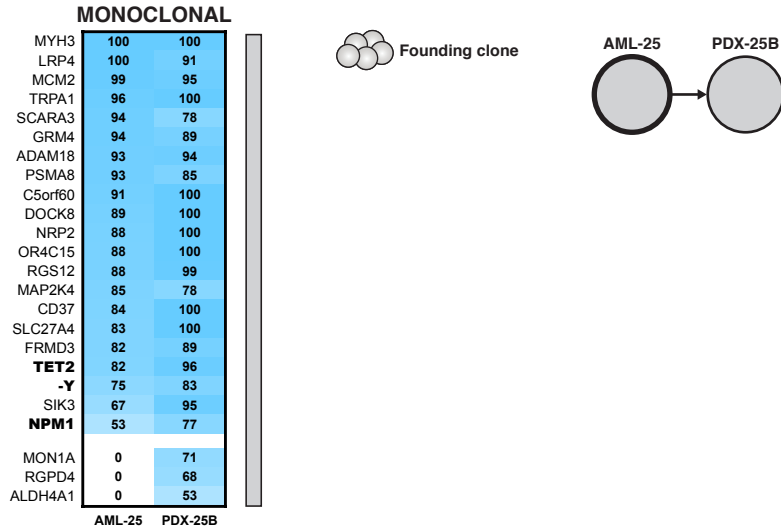 MONOCLONAL
MYH3 100 100
LRP4 100 91
MCM2 99 95
TRPA1 96 100
SCARA3 94 78
GRM4 94 89
ADAM18 93 94
PSMA8 93 85
C5orf60 91 100
DOCK8 89 100
NRP2 88 100
OR4C15 88 100
RGS12 88 99
MAP2K4 85 78
CD37 84 100
SLC27A4 83 100
FRMD3 82 89
TET2 82 96
-Y 75 83
SIK3 67 95
NPM1 53 77
MON1A 0 71
RGPD4 0 68
ALDH4A1 0 53
AML-25 PDX-25B
Founding clone
AML-25 PDX-25B